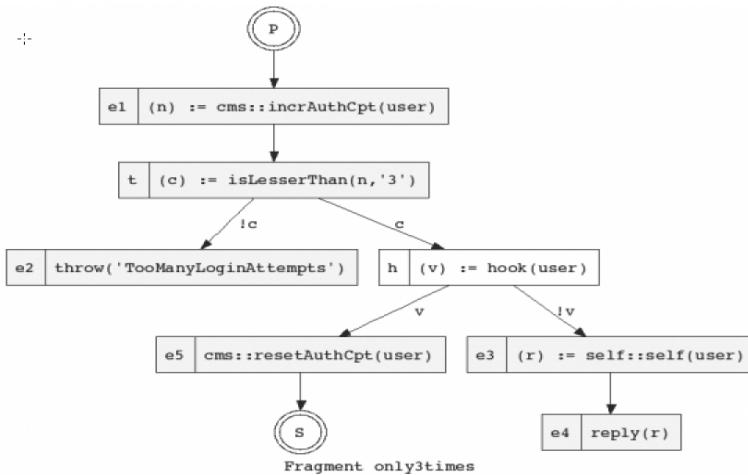 P
e1 (n) := cms::incrAuthCpt(user)
t (c) := isLesserThan(n,'3')
!c c
e2 throw('TooManyLoginAttempts') h (v) := hook(user)
v !v
e5 cms::resetAuthCpt(user) e3 (r) := self::self(user)
S e4 reply(r)
Fragment only3times